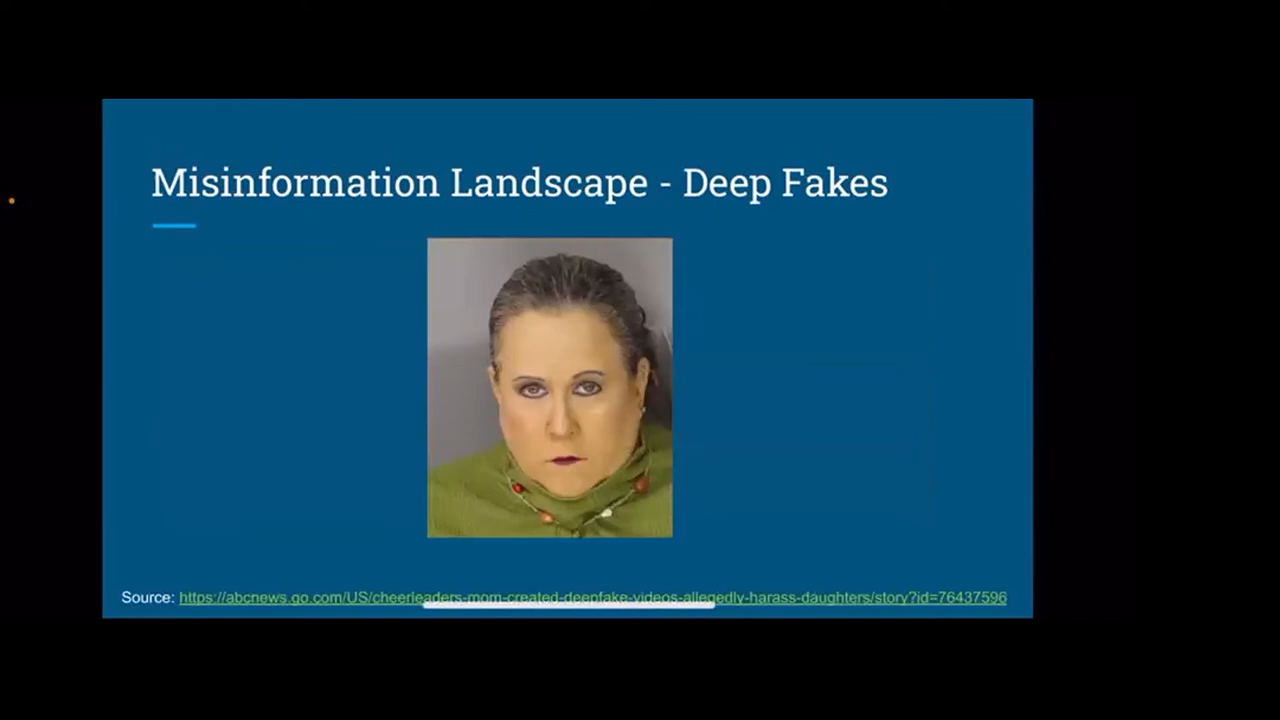 Misinformation Landscape - Deep Fakes
Source: https://abcnews.go.com/US/cheerleaders-mom-created-deepfake-videos-allegedly-harass-daughters/story?id=76437596